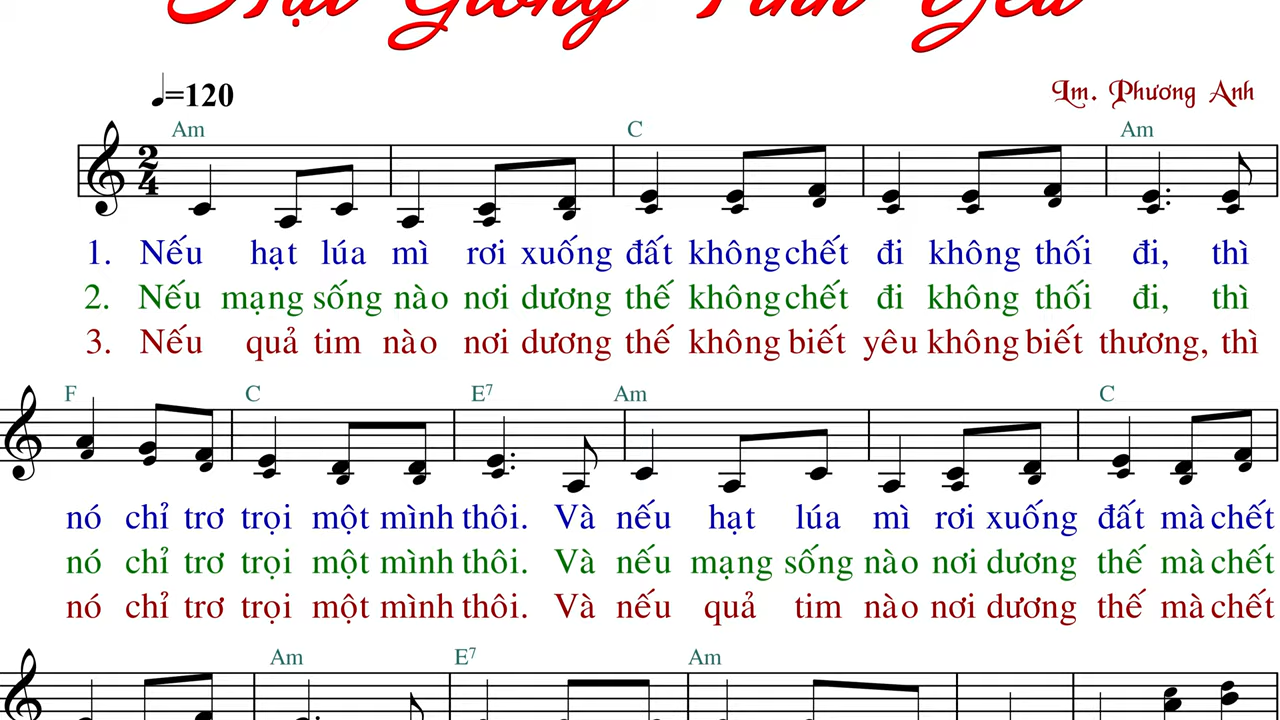 Hạt Giống Tình Yêu
♩=120
Lm. Phương Anh
Am C Am
2/4
1. Nếu hạt lúa mì rơi xuống đất không chết đi không thối đi, thì
2. Nếu mạng sống nào nơi dương thế không chết đi không thối đi, thì
3. Nếu quả tim nào nơi dương thế không biết yêu không biết thương, thì
F C E7 Am C
nó chỉ trơ trọi một mình thôi. Và nếu hạt lúa mì rơi xuống đất mà chết
nó chỉ trơ trọi một mình thôi. Và nếu mạng sống nào nơi dương thế mà chết
nó chỉ trơ trọi một mình thôi. Và nếu quả tim nào nơi dương thế mà chết
Am E7 Am